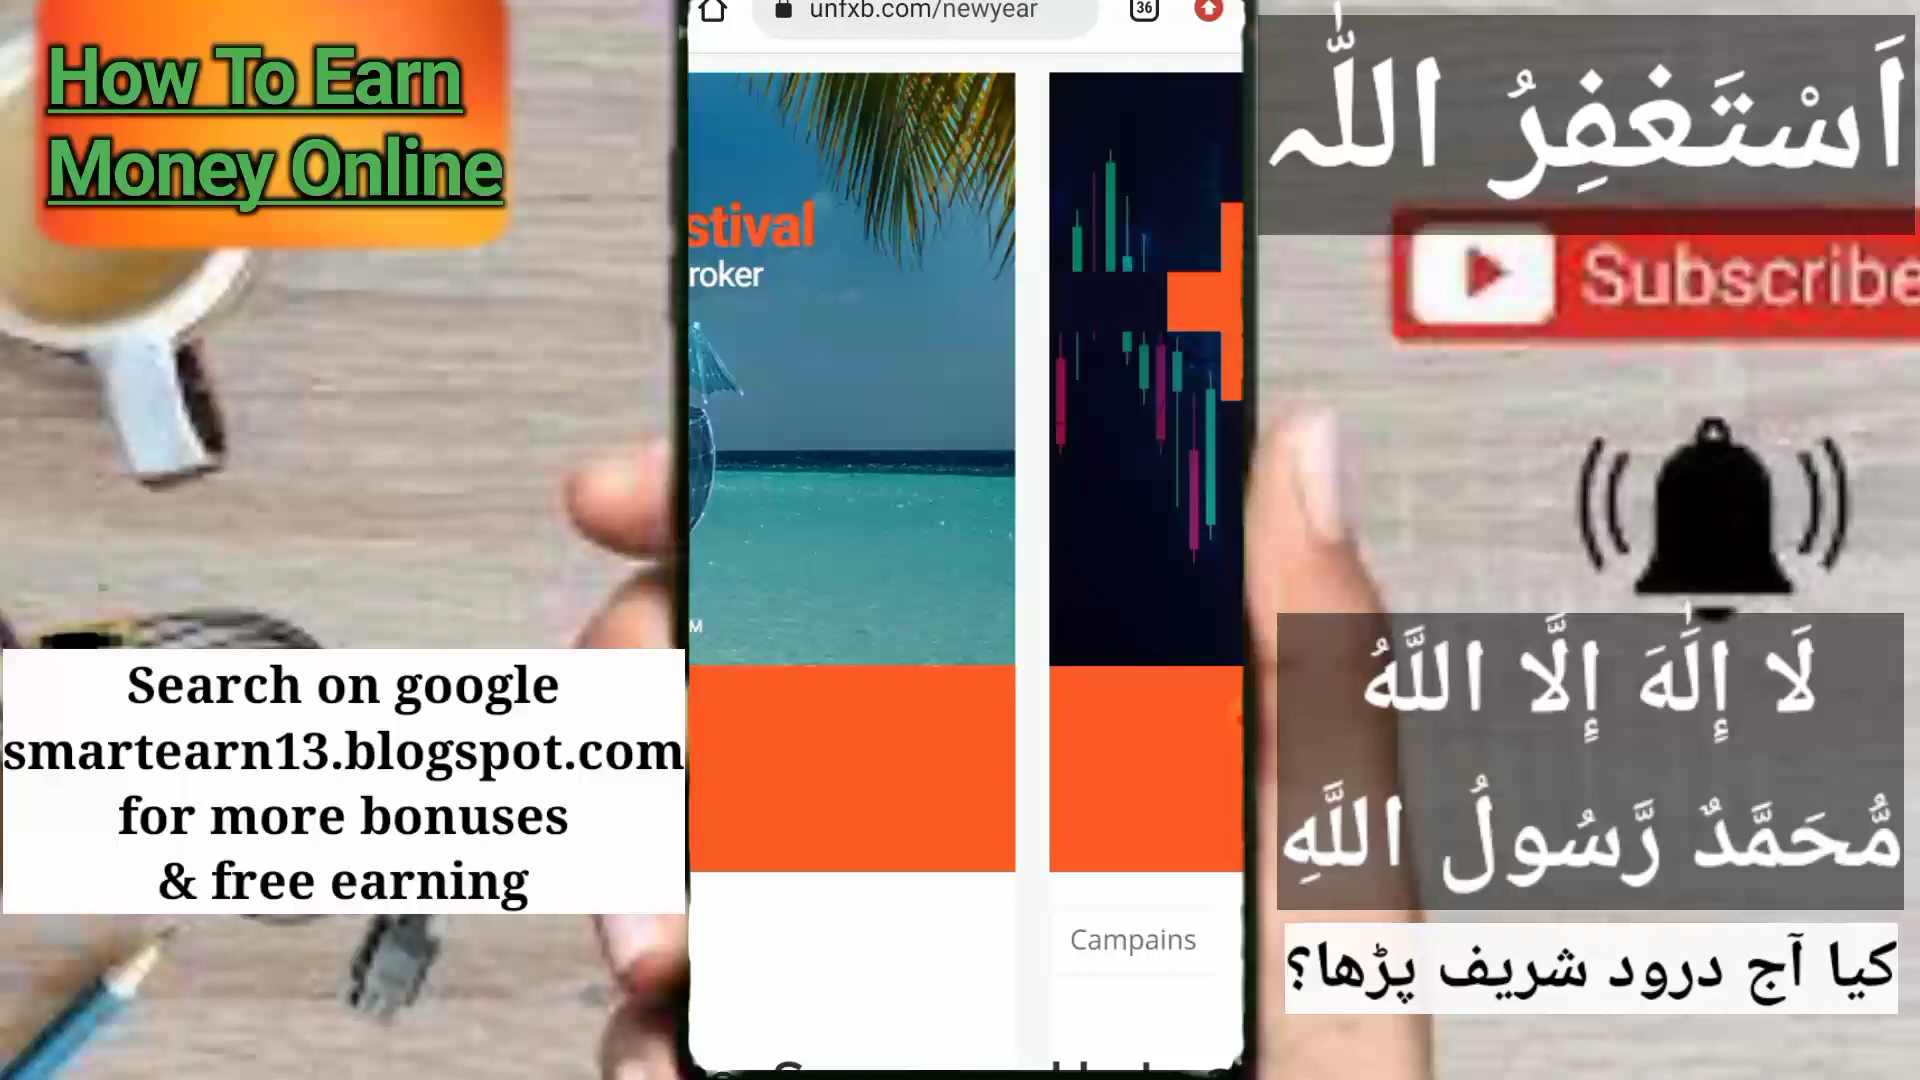 How To Earn
Money Online
unfxb.com/newyear
36
stival
roker
M
Campains
Search on google
smartearn13.blogspot.com
for more bonuses
& free earning
اَسْتَغفِرُ اللّٰہ
Subscribe
لَا إِلَٰهَ إِلَّا اللَّهُ
مُّحَمَّدٌ رَّسُولُ اللَّهِ
کیا آج درود شریف پڑھا؟